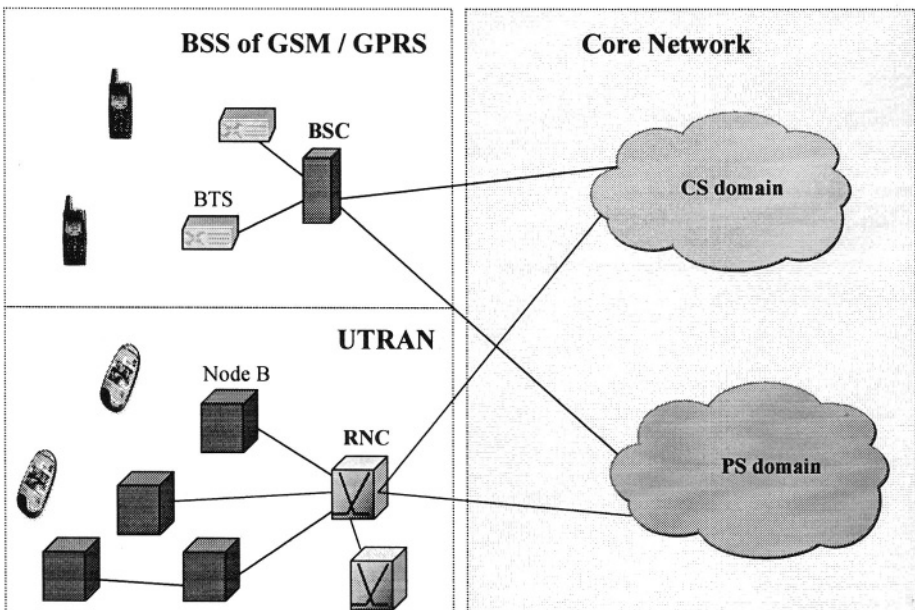 BSS of GSM / GPRS
Core Network
BSC
BTS
CS domain
UTRAN
Node B
RNC
PS domain